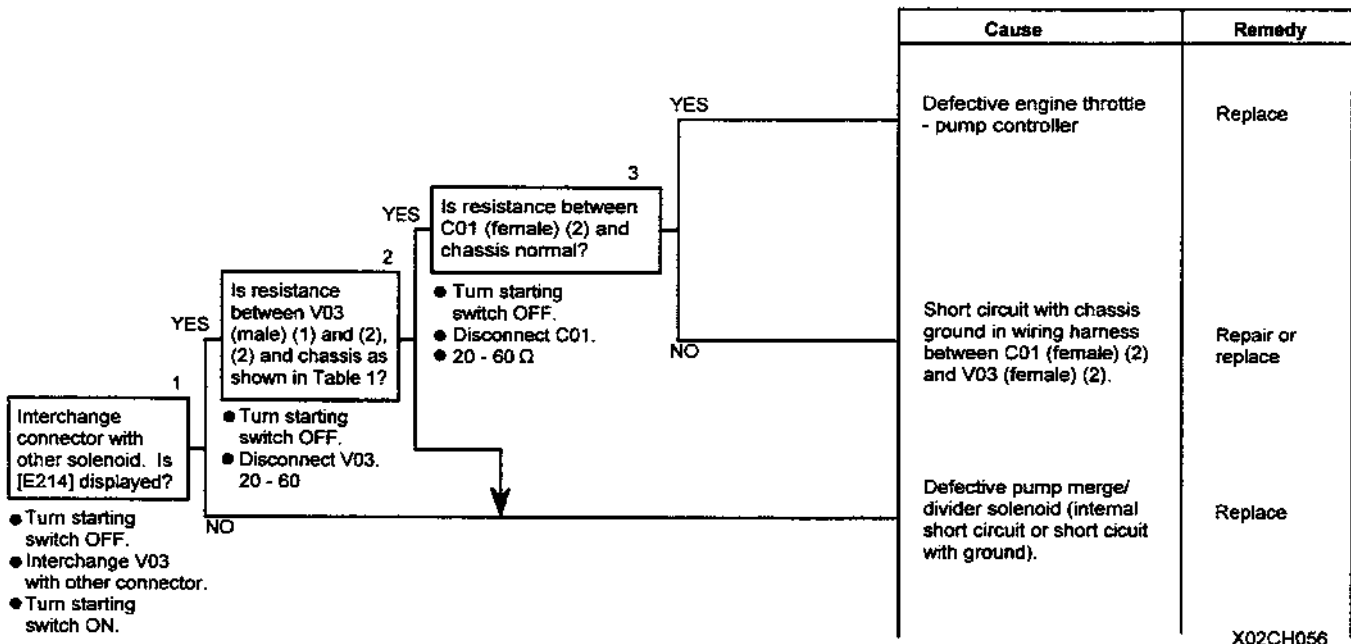 Cause
Remedy
YES
Defective engine throttle
- pump controller
Replace
3
YES
Is resistance between
C01 (female) (2) and
chassis normal?
● Turn starting
switch OFF.
● Disconnect C01.
● 20 - 60 Ω
NO
Short circuit with chassis
ground in wiring harness
between C01 (female) (2)
and V03 (female) (2).
Repair or
replace
2
YES
Is resistance
between V03
(male) (1) and (2),
(2) and chassis as
shown in Table 1?
● Turn starting
switch OFF.
● Disconnect V03.
20 - 60
1
Interchange
connector with
other solenoid. Is
[E214] displayed?
● Turn starting
switch OFF.
● Interchange V03
with other connector.
● Turn starting
switch ON.
NO
Defective pump merge/
divider solenoid (internal
short circuit or short cicuit
with ground).
Replace
X02CH056